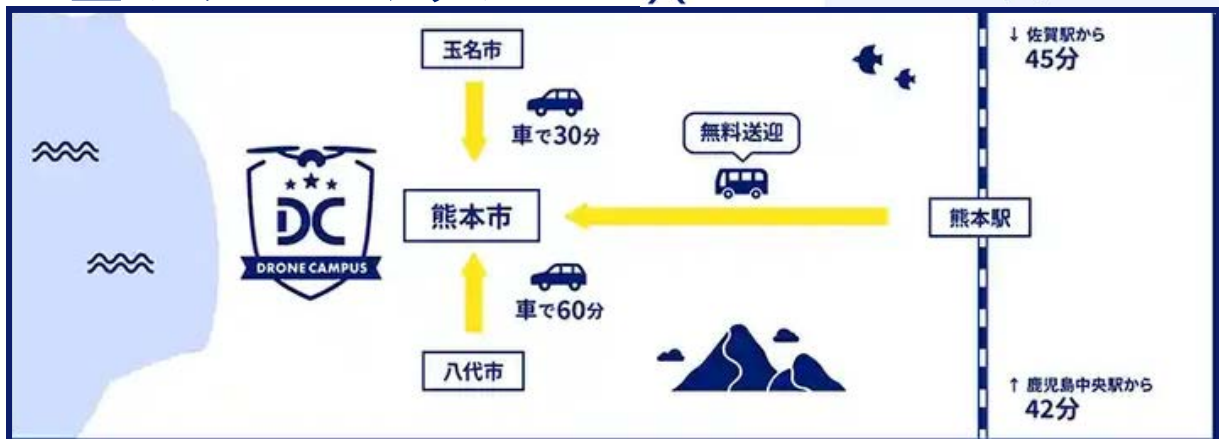 ↓ 佐賀駅から
45分
玉名市
車で30分
無料送迎
DC
DRONE CAMPUS
熊本市
熊本駅
車で60分
八代市
↑ 鹿児島中央駅から
42分